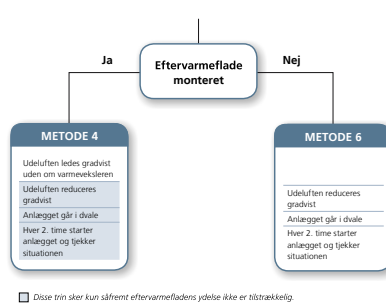 Eftervarmeflade
monteret
Ja
Nej
METODE 4
Udeluften ledes gradvist
uden om varmeveksleren
Udeluften reduceres
gradvist
Anlægget går i dvale
Hver 2. time starter
anlægget og tjekker
situationen
METODE 6
Udeluften reduceres
gradvist
Anlægget går i dvale
Hver 2. time starter
anlægget og tjekker
situationen
Disse trin sker kun såfremt eftervarmefladens ydelse ikke er tilstrækkelig.